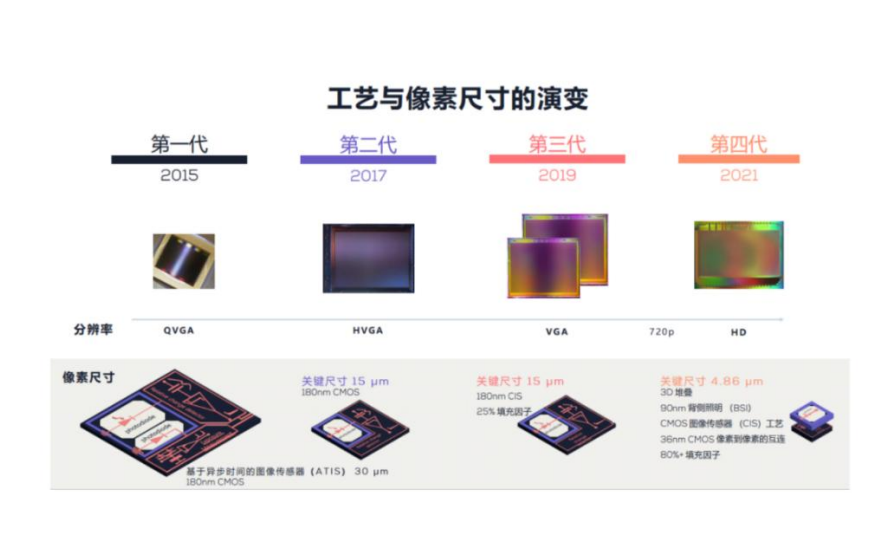 工艺与像素尺寸的演变
第一代
第二代
第三代
第四代
2015
2017
2019
2021
分辨率
QVGA
HVGA
VGA
720p
HD
像素尺寸
photodiode
photodiode
基于异步时间的图像传感器（ATIS） 30 μm
180nm CMOS
关键尺寸 15 μm
180nm CMOS
关键尺寸 15 μm
180nm CIS
25% 填充因子
关键尺寸 4.86 μm
3D 堆叠
90nm 背侧照明 （BSI）
CMOS 图像传感器 （CIS）工艺
36nm CMOS 像素到像素的互连
80%+ 填充因子